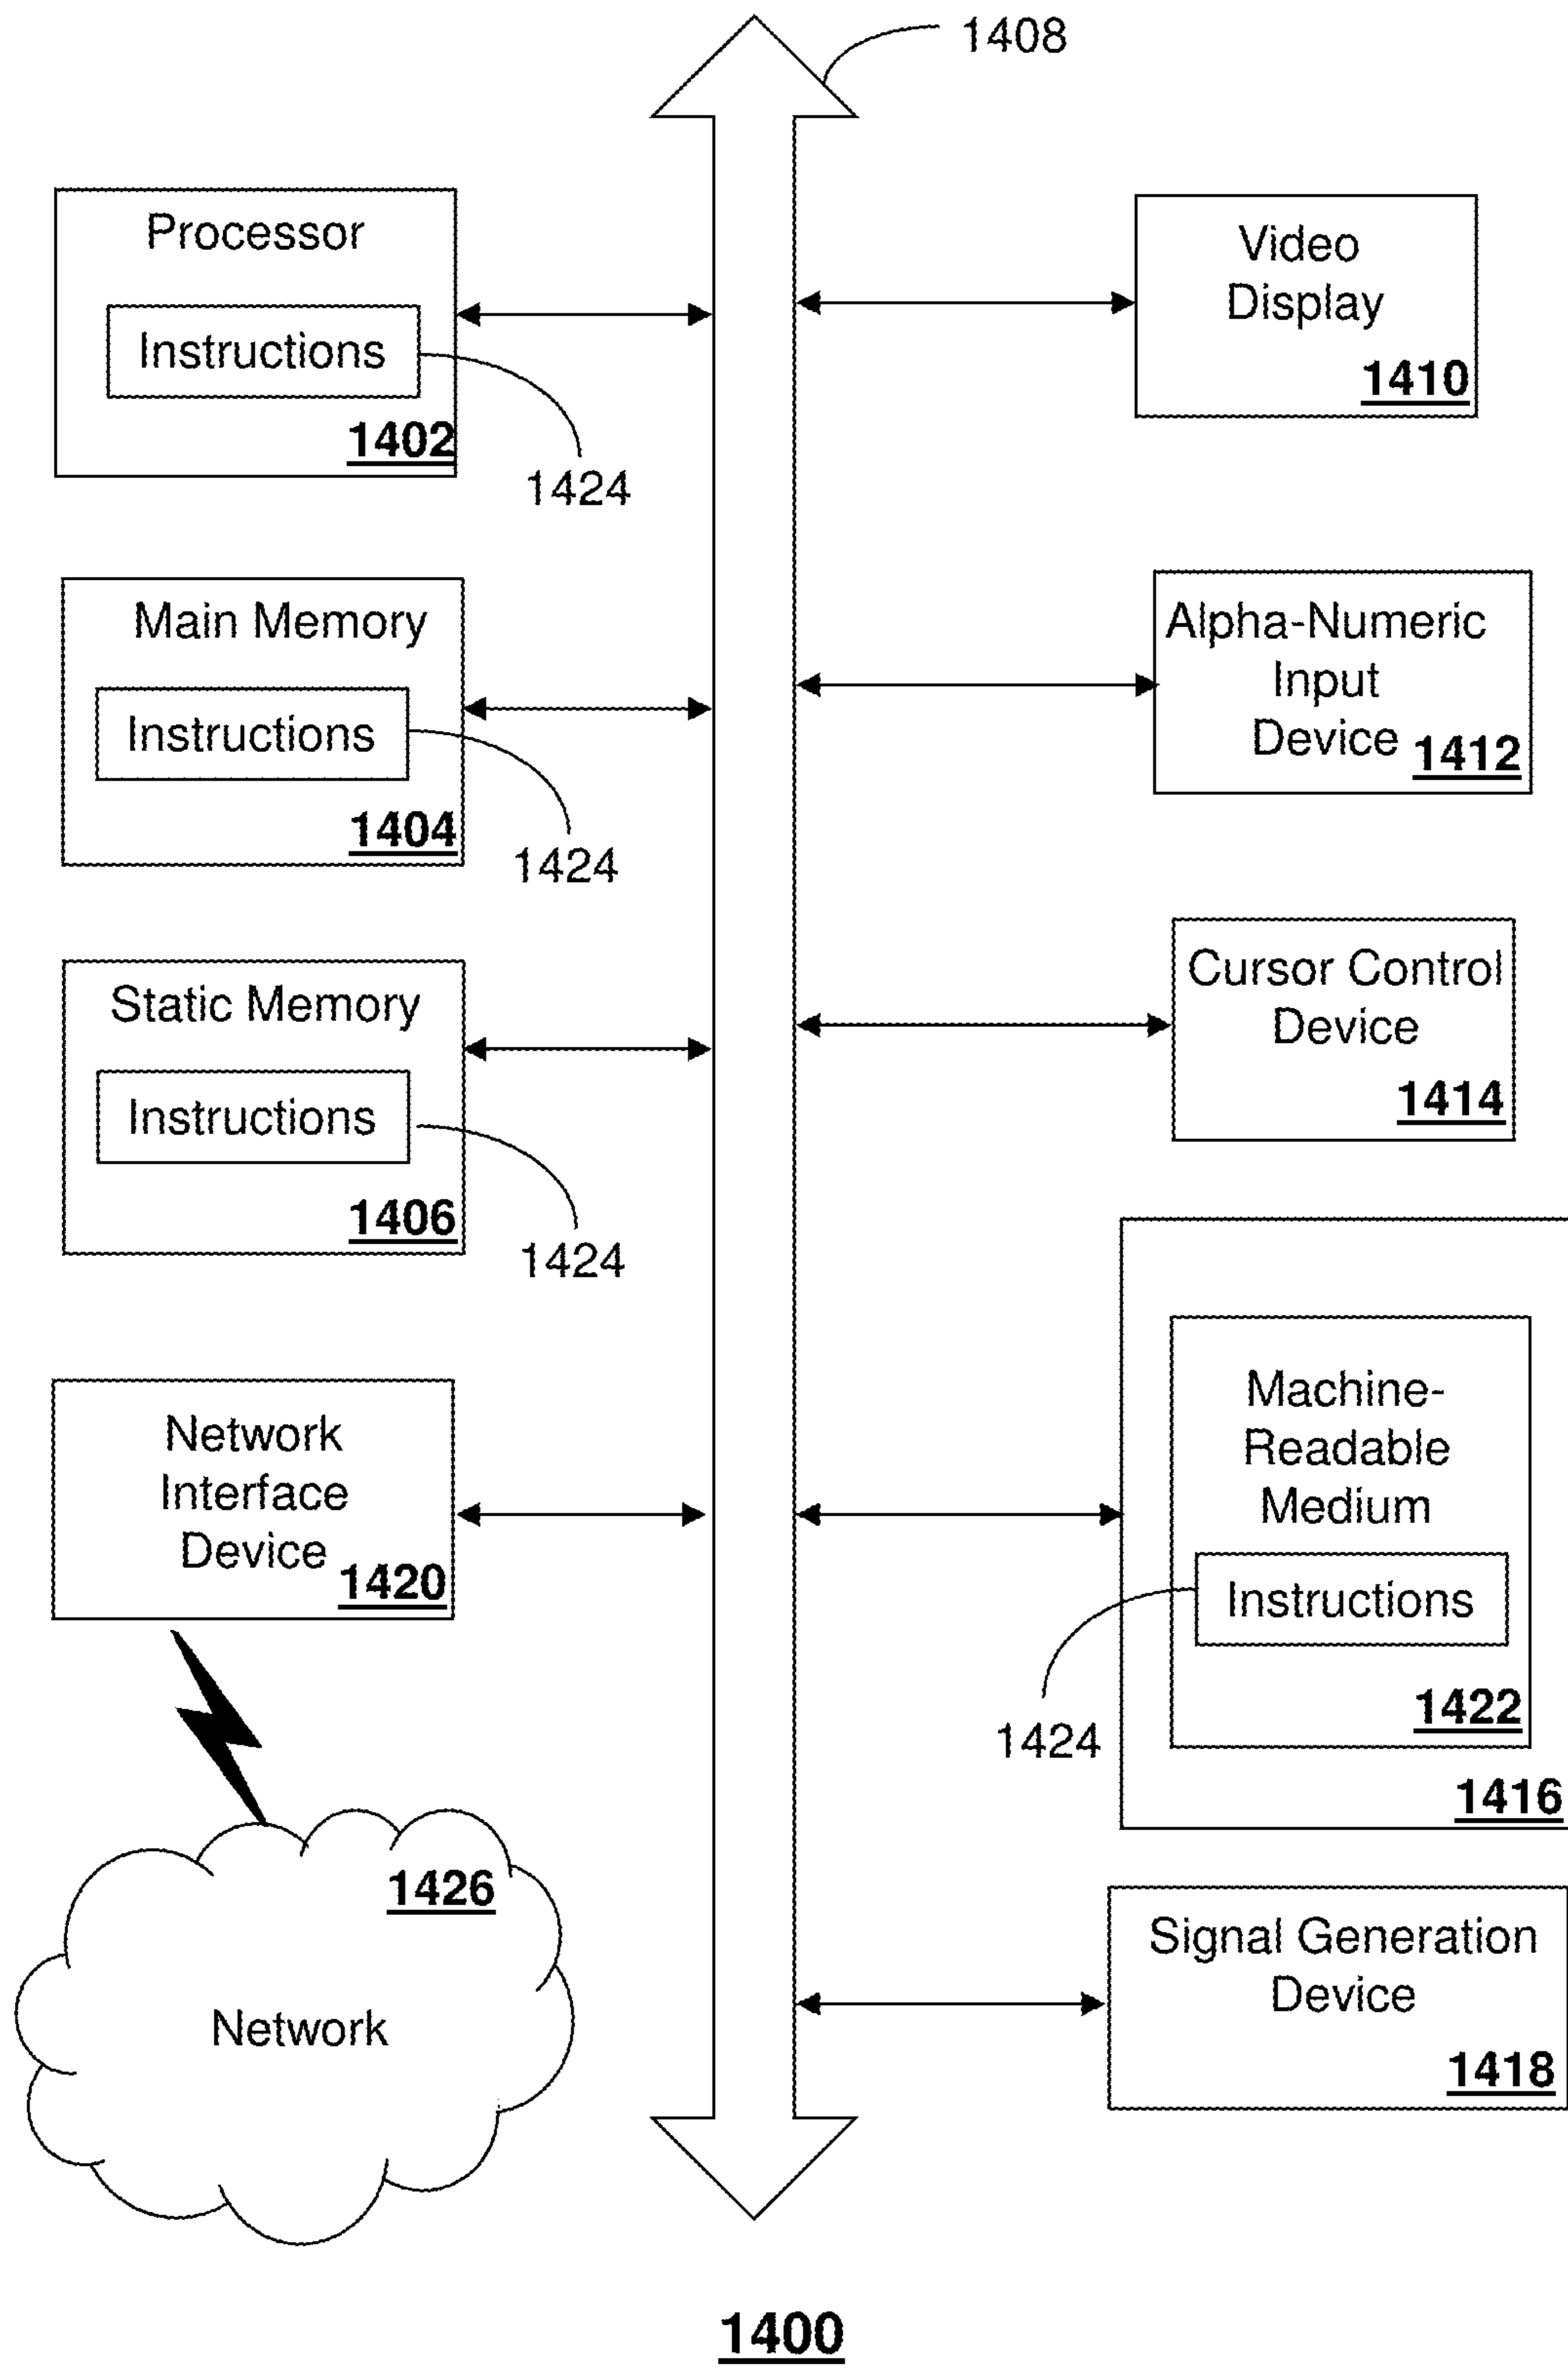 1408
Processor
Instructions
1402
1424
Main Memory
Instructions
1404
1424
Static Memory
Instructions
1406
1424
Network
Interface
Device
1420
1426
Network
Video
Display
1410
Alpha-Numeric
Input
Device
1412
Cursor Control
Device
1414
Machine-
Readable
Medium
Instructions
1424
1422
1416
Signal Generation
Device
1418
1400